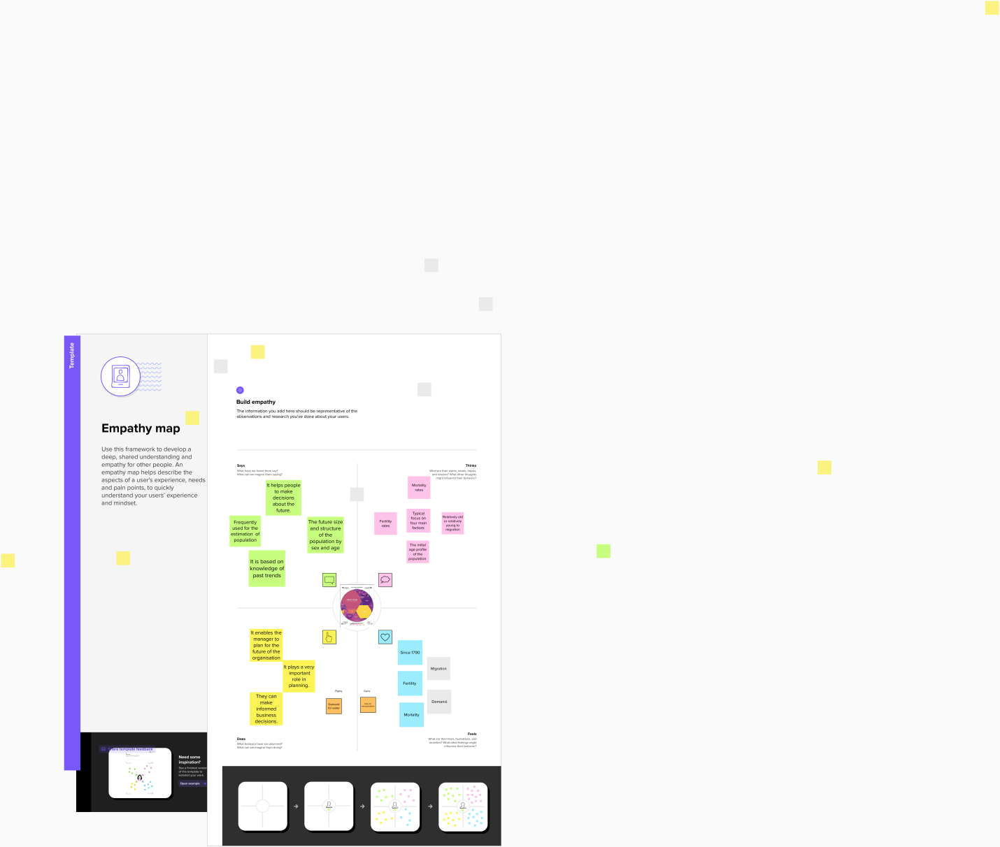 Template
Empathy map
Use this framework to develop a
deep, shared understanding and
empathy for other people. An
empathy map helps describe the
aspects of a user's experience, needs
and pain points, to quickly
understand your users' experience
and mindset.
Share template feedback
Need some
inspiration?
See a finished version
of this template to
kickstart your work.
Open example
Build empathy
The information you add here should be representative of the
observations and research you've done about your users.
Says
What have we heard them say?
What can we imagine them saying?
Thinks
What are their wants, needs, hopes,
and dreams? What other thoughts
might influence their behavior?
It helps people
to make
decisions
about the
future.
Frequently
used for the
estimation of
population
The future size
and structure
of the
population by
sex and age
It is based on
knowledge of
past trends
Mortality
rates
Fertility
rates
Typical
focus on
four main
factors:
Relatively old
or relatively
young to
migration
The initial
age profile
of the
population
It enables the
manager to
plan for the
future of the
organisation
It plays a very
important
role in
planning.
They can
make
informed
business
decisions.
Since 1790
Migration
Fertility
Demand
Mortality
Pains
Gains
Demand
for water
Does
What behavior have we observed?
What can we imagine them doing?
Feels
What are their fears, frustrations, and
anxieties? What other feelings might
influence their behavior?